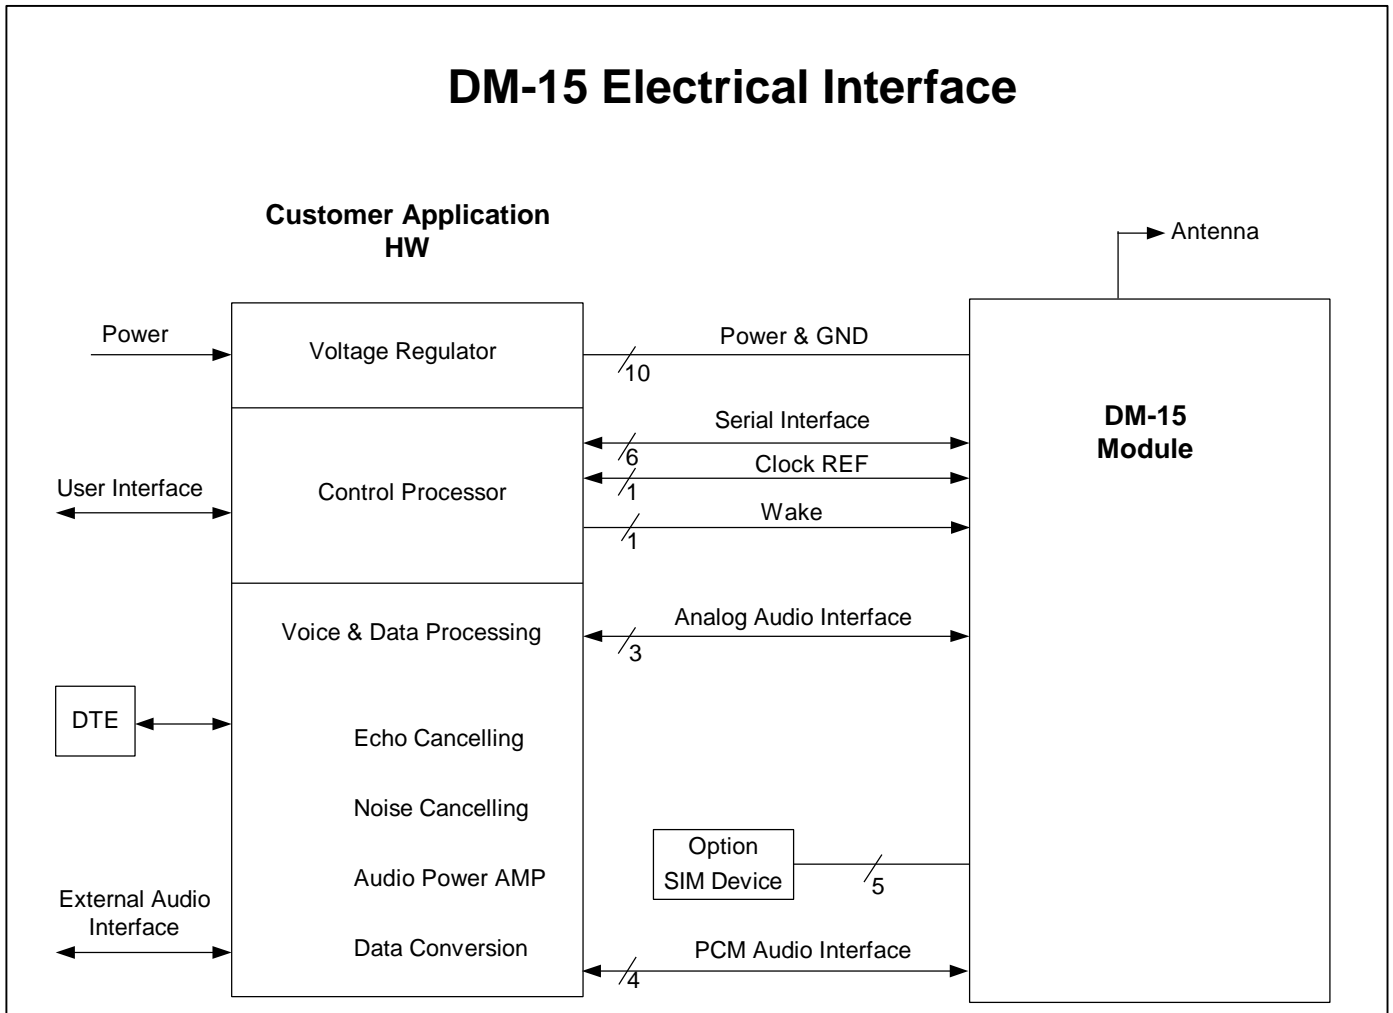 DM-15 Electrical Interface
Customer Application
HW
Antenna
Power
Voltage Regulator
Power & GND
10
DM-15
Module
Serial Interface
6
Clock REF
1
User Interface
Control Processor
Wake
1
Voice & Data Processing
Analog Audio Interface
3
DTE
Echo Cancelling
Noise Cancelling
Option
SIM Device
5
Audio Power AMP
External Audio
Interface
Data Conversion
PCM Audio Interface
4